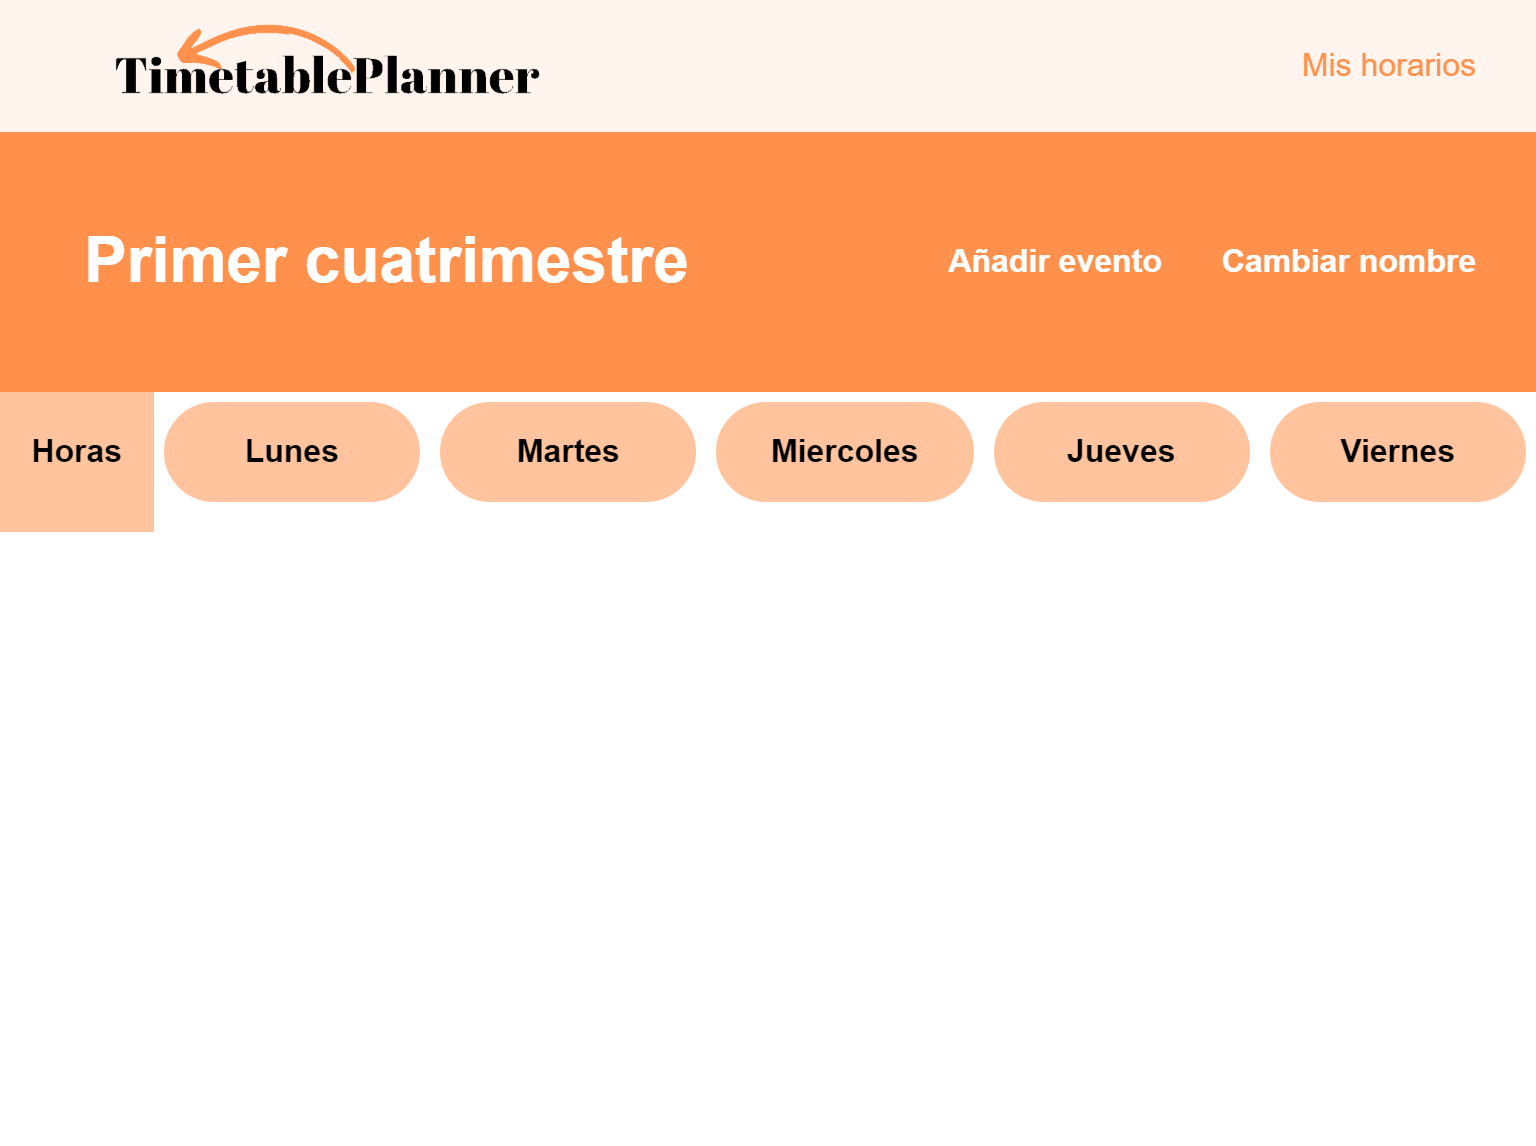 TimetablePlanner
Mis horarios
Primer cuatrimestre
Añadir evento
Cambiar nombre
Horas
Lunes
Martes
Miercoles
Jueves
Viernes